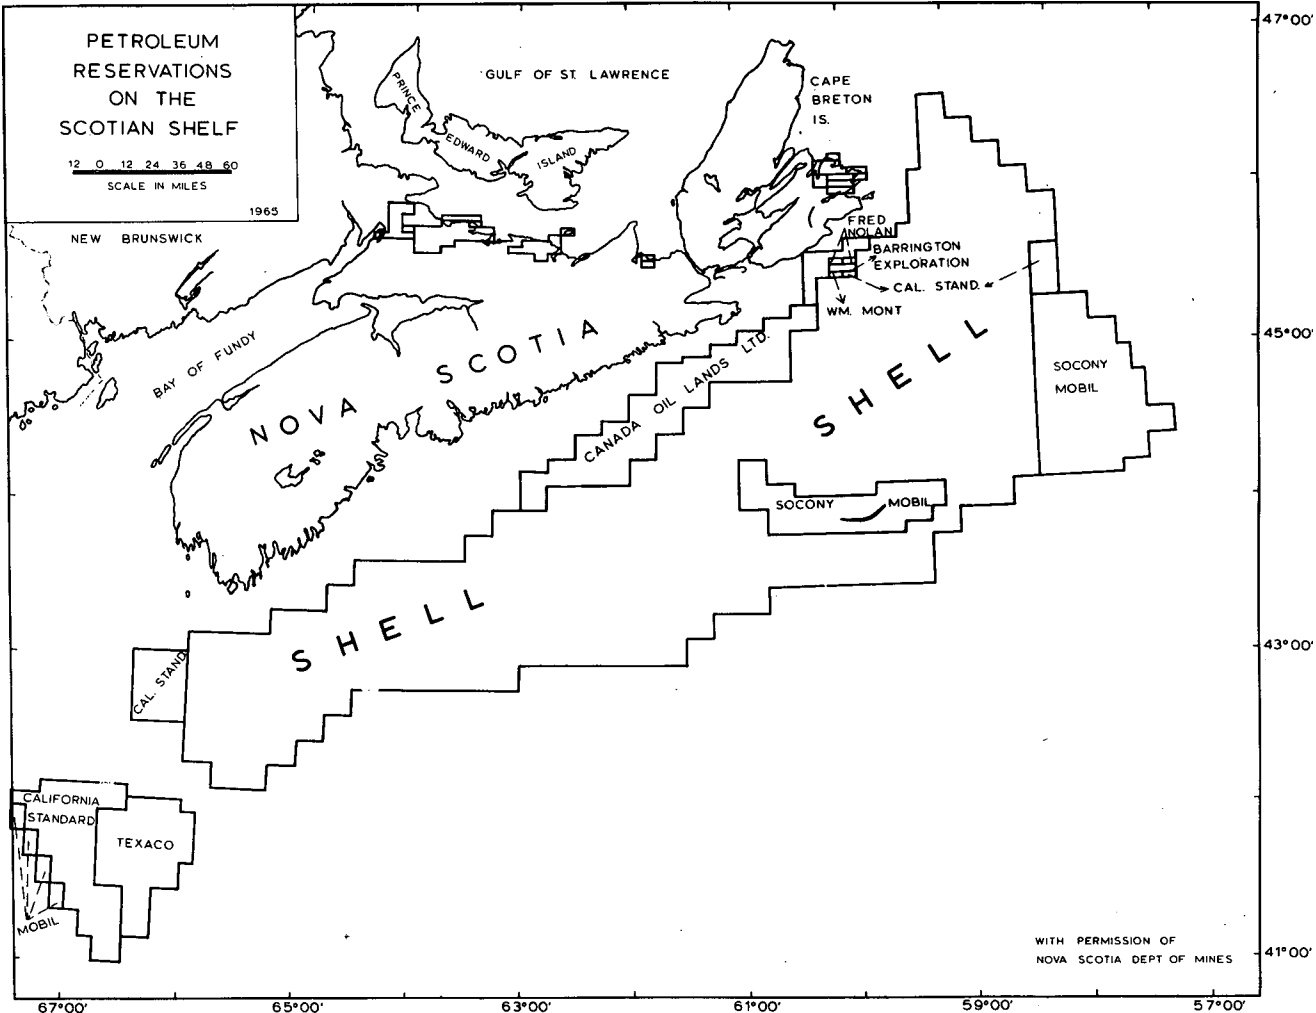 PETROLEUM
RESERVATIONS
ON THE
SCOTIAN SHELF
12 0 12 24 36 48 60
SCALE IN MILES
1965
47°00'
GULF OF ST. LAWRENCE
PRINCE
EDWARD
ISLAND
CAPE
BRETON
IS.
NEW BRUNSWICK
FRED
NOLAN
BARRINGTON
EXPLORATION
CAL. STAND.
WM. MONT
45°00'
BAY OF FUNDY
NOVA SCOTIA
CANADA OIL LANDS LTD.
SHELL
SOCONY
MOBIL
SOCONY MOBIL
SHELL
43°00'
CAL. STAND.
CALIFORNIA
STANDARD
TEXACO
MOBIL
WITH PERMISSION OF
NOVA SCOTIA DEPT OF MINES
41°00'
67°00' 65°00' 63°00' 61°00' 59°00' 57°00'